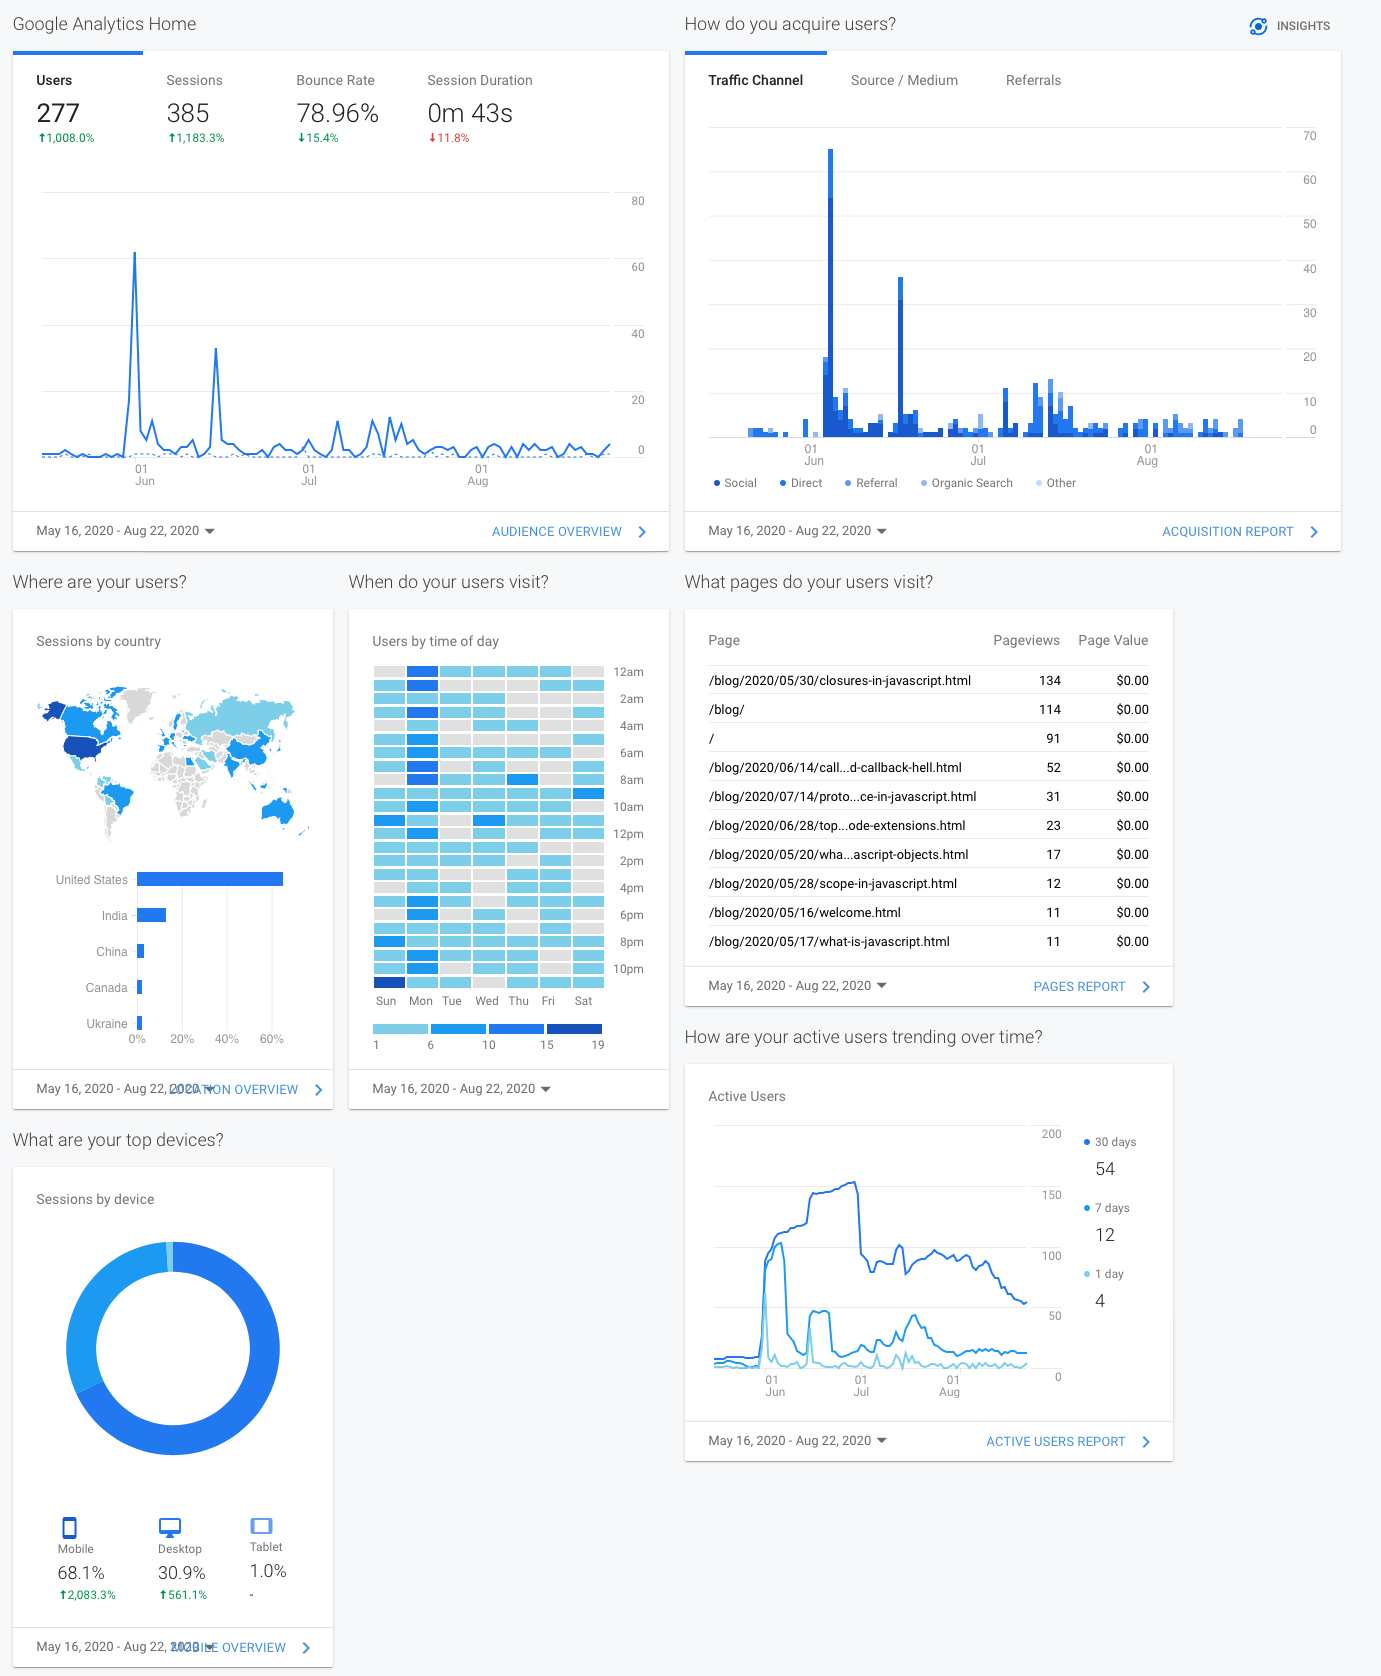 Google Analytics Home
How do you acquire users?
INSIGHTS
Users
Sessions
Bounce Rate
Session Duration
277
385
78.96%
0m 43s
↑1,008.0%
↑1,183.3%
↓15.4%
↓11.8%
80
60
40
20
0
01
Jun
01
Jul
01
Aug
May 16, 2020 - Aug 22, 2020
AUDIENCE OVERVIEW
Traffic Channel
Source / Medium
Referrals
70
60
50
40
30
20
10
0
01
Jun
01
Jul
01
Aug
Social
Direct
Referral
Organic Search
Other
May 16, 2020 - Aug 22, 2020
ACQUISITION REPORT
Where are your users?
Sessions by country
United States
India
China
Canada
Ukraine
0%
20%
40%
60%
May 16, 2020 - Aug 22, 2020
LOCATION OVERVIEW
When do your users visit?
Users by time of day
12am
2am
4am
6am
8am
10am
12pm
2pm
4pm
6pm
8pm
10pm
Sun
Mon
Tue
Wed
Thu
Fri
Sat
1
6
10
15
19
May 16, 2020 - Aug 22, 2020
What pages do your users visit?
Page Pageviews Page Value
/blog/2020/05/30/closures-in-javascript.html 134 $0.00
/blog/ 114 $0.00
/ 91 $0.00
/blog/2020/06/14/call...d-callback-hell.html 52 $0.00
/blog/2020/07/14/proto...ce-in-javascript.html 31 $0.00
/blog/2020/06/28/top...ode-extensions.html 23 $0.00
/blog/2020/05/20/wha...ascript-objects.html 17 $0.00
/blog/2020/05/28/scope-in-javascript.html 12 $0.00
/blog/2020/05/16/welcome.html 11 $0.00
/blog/2020/05/17/what-is-javascript.html 11 $0.00
May 16, 2020 - Aug 22, 2020
PAGES REPORT
How are your active users trending over time?
Active Users
200
150
100
50
0
01
Jun
01
Jul
01
Aug
30 days
54
7 days
12
1 day
4
May 16, 2020 - Aug 22, 2020
ACTIVE USERS REPORT
What are your top devices?
Sessions by device
Mobile
68.1%
↑2,083.3%
Desktop
30.9%
↑561.1%
Tablet
1.0%
-
May 16, 2020 - Aug 22, 2020
MOBILE OVERVIEW